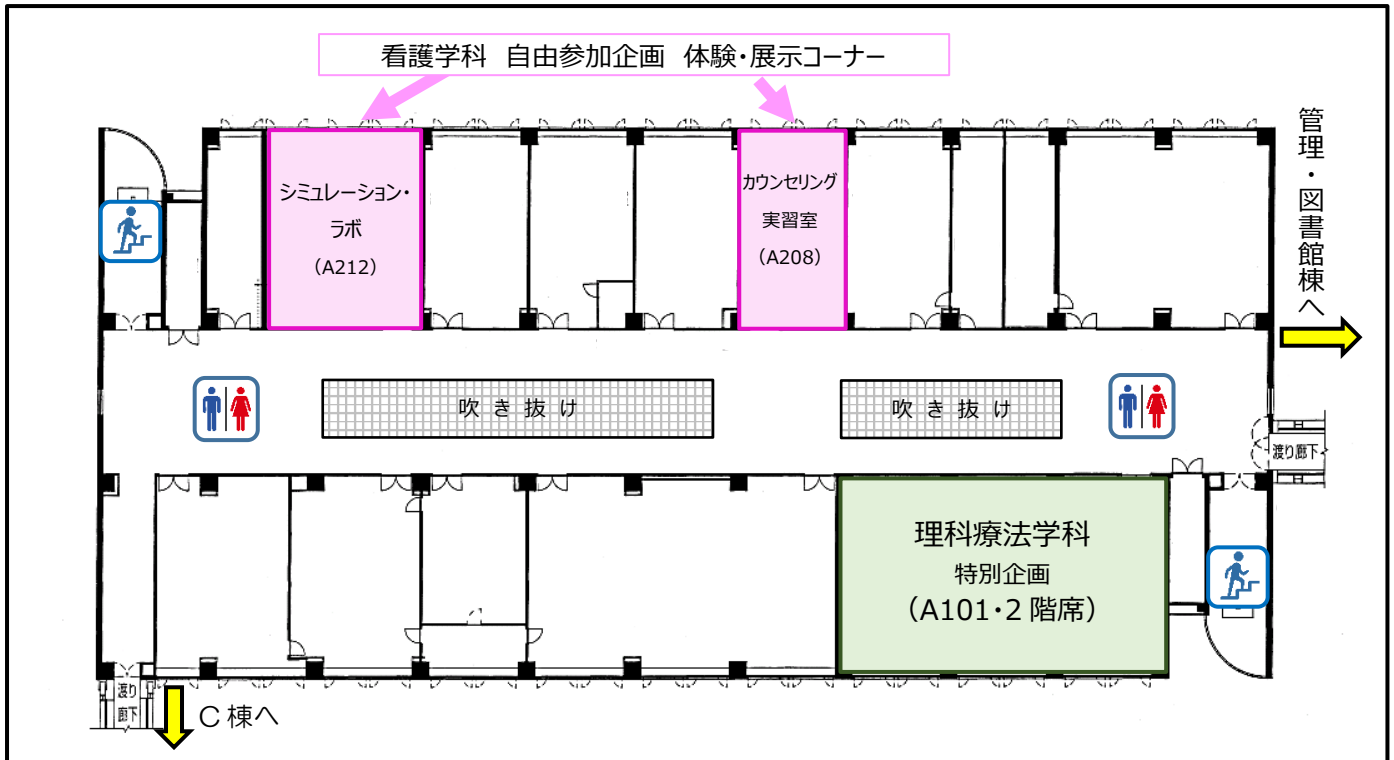 看護学科 自由参加企画 体験・展示コーナー
管理・図書館棟へ
シミュレーション・
ラボ
（A212）
カウンセリング
実習室
（A208）
吹き抜け
吹き抜け
渡り廊下
理科療法学科
特別企画
（A101・2 階席）
渡り
廊下
C 棟へ